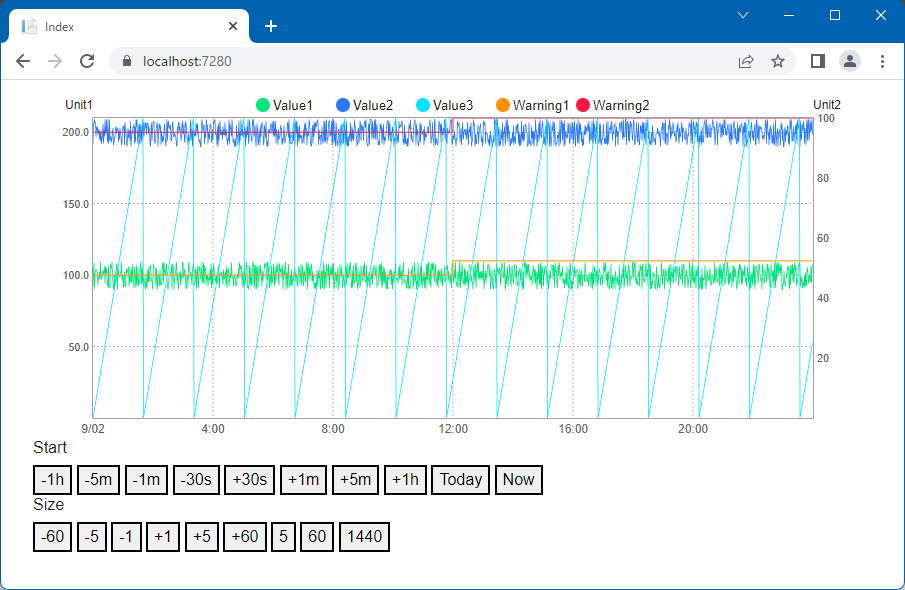 Index
localhost:7280
Unit1 Value1 Value2 Value3 Warning1 Warning2 Unit2
200.0 100
80
150.0
60
100.0
40
50.0
20
9/02 4:00 8:00 12:00 16:00 20:00
Start
-1h -5m -1m -30s +30s +1m +5m +1h Today Now
Size
-60 -5 -1 +1 +5 +60 5 60 1440